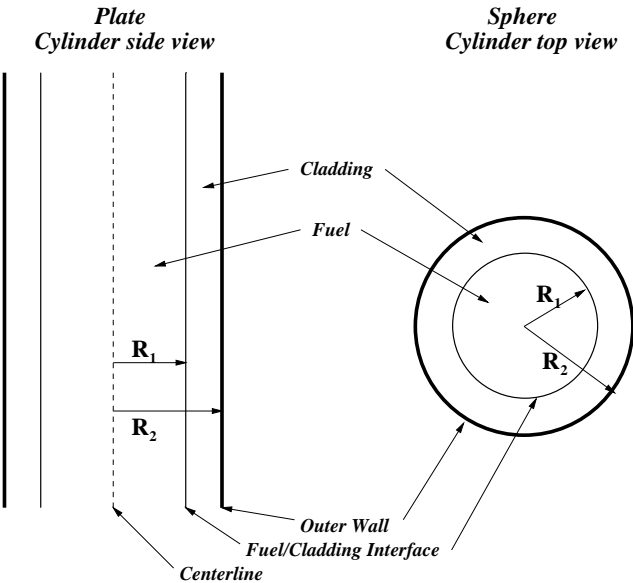 Plate
Cylinder side view
Sphere
Cylinder top view
Cladding
Fuel
R1
R2
R1
R2
Outer Wall
Fuel/Cladding Interface
Centerline